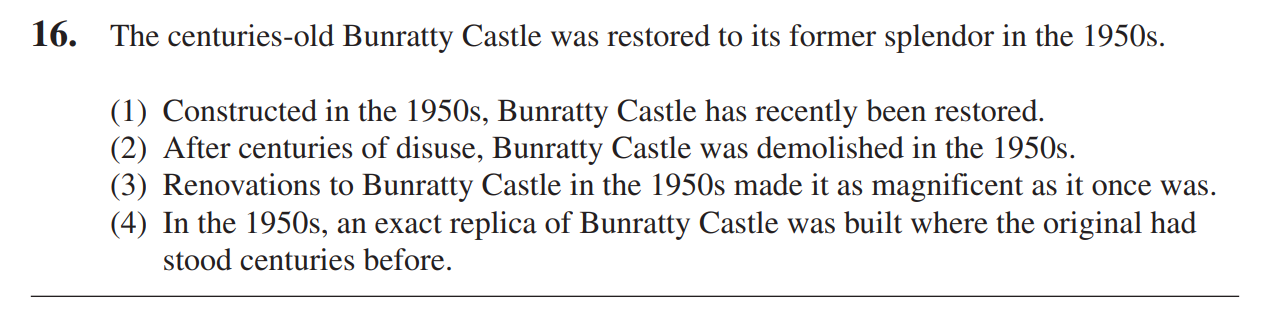 16. The centuries-old Bunratty Castle was restored to its former splendor in the 1950s.
(1) Constructed in the 1950s, Bunratty Castle has recently been restored.
(2) After centuries of disuse, Bunratty Castle was demolished in the 1950s.
(3) Renovations to Bunratty Castle in the 1950s made it as magnificent as it once was.
(4) In the 1950s, an exact replica of Bunratty Castle was built where the original had
stood centuries before.